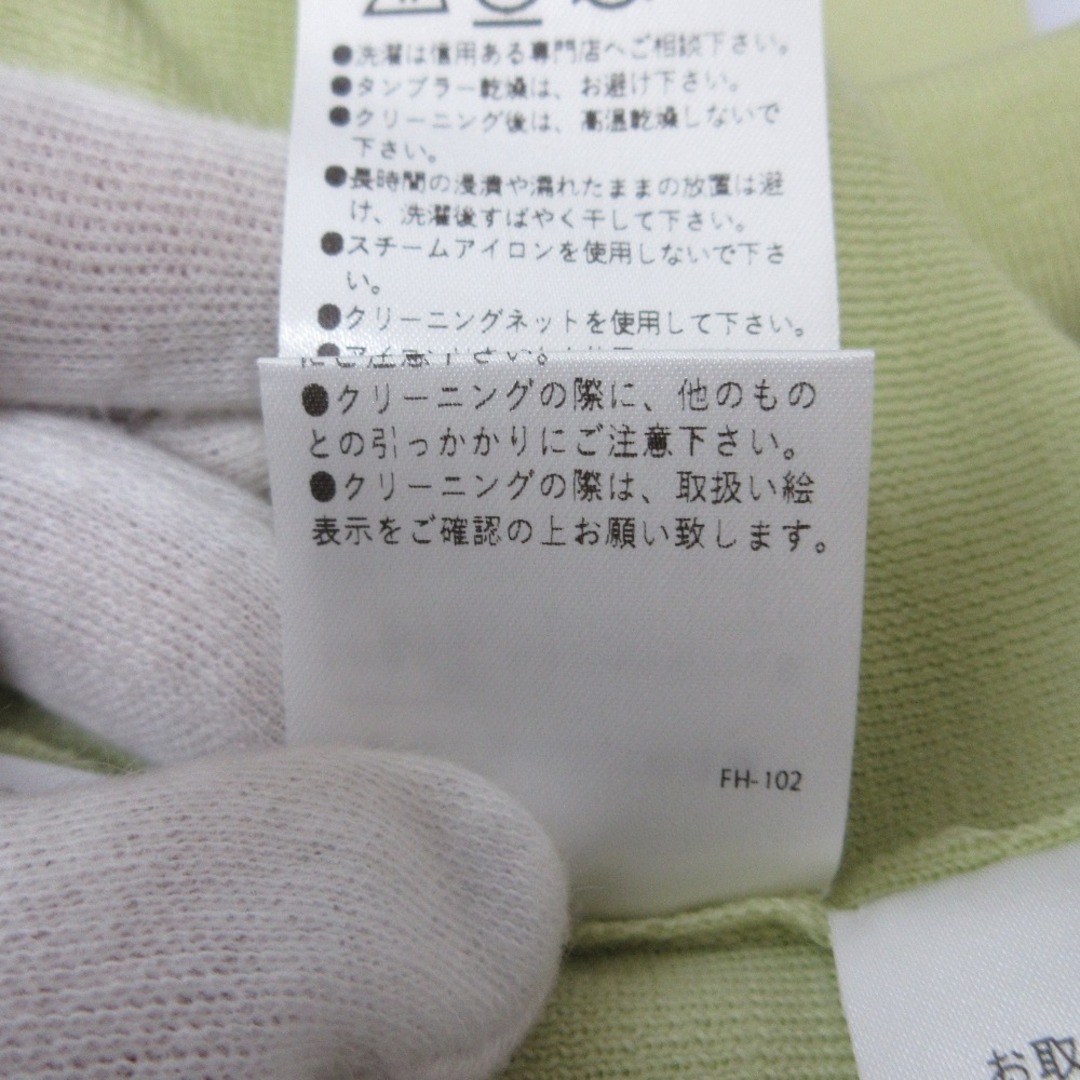 ●洗濯は信用ある専門店へご相談下さい。
●タンブラー乾燥は、お避け下さい。
●クリーニング後は、高温乾燥しないで
下さい。
●長時間の浸漬や濡れたままの放置は避
け、洗濯後すばやく干して下さい。
●スチームアイロンを使用しないで下さ
い。
●クリーニングネットを使用して下さい。
にご注意下さい。
●クリーニングの際に、他のもの
との引っかかりにご注意下さい。
●クリーニングの際は、取扱い絵
表示をご確認の上お願い致します。
FH-102
お取